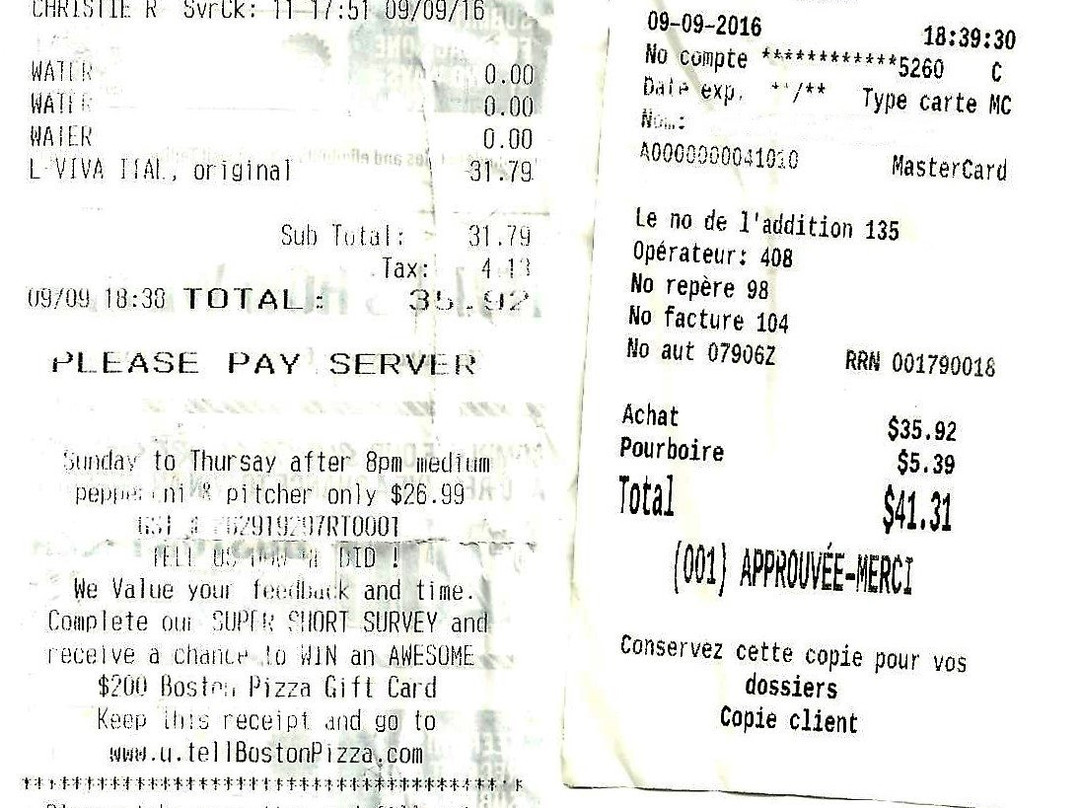 CHRISTIE R SvrCk: 11 17:51 09/09/16
WATER 0.00
WATER 0.00
WATER 0.00
L VIVA ITAL, original 31.79
Sub Total: 31.79
Tax: 4.13
09/09 18:38 TOTAL: 35.92
PLEASE PAY SERVER
Sunday to Thursay after 8pm medium
pepperoni & pitcher only $26.99
GST #
TELL US HOW WE DID !
We Value your feedback and time.
Complete our SUPER SHORT SURVEY and
receive a chance to WIN an AWESOME
$200 Boston Pizza Gift Card
Keep this receipt and go to
www.u.tellBostonPizza.com
************************************
09-09-2016 18:39:30
No compte ************5260 C
Date exp. **/** Type carte MC
Nom:
A0000000041010 MasterCard
Le no de l'addition 135
Opérateur: 408
No repère 98
No facture 104
No aut 07906Z RRN 001790018
Achat $35.92
Pourboire $5.39
Total $41.31
(001) APPROUVÉE-MERCI
Conservez cette copie pour vos
dossiers
Copie client